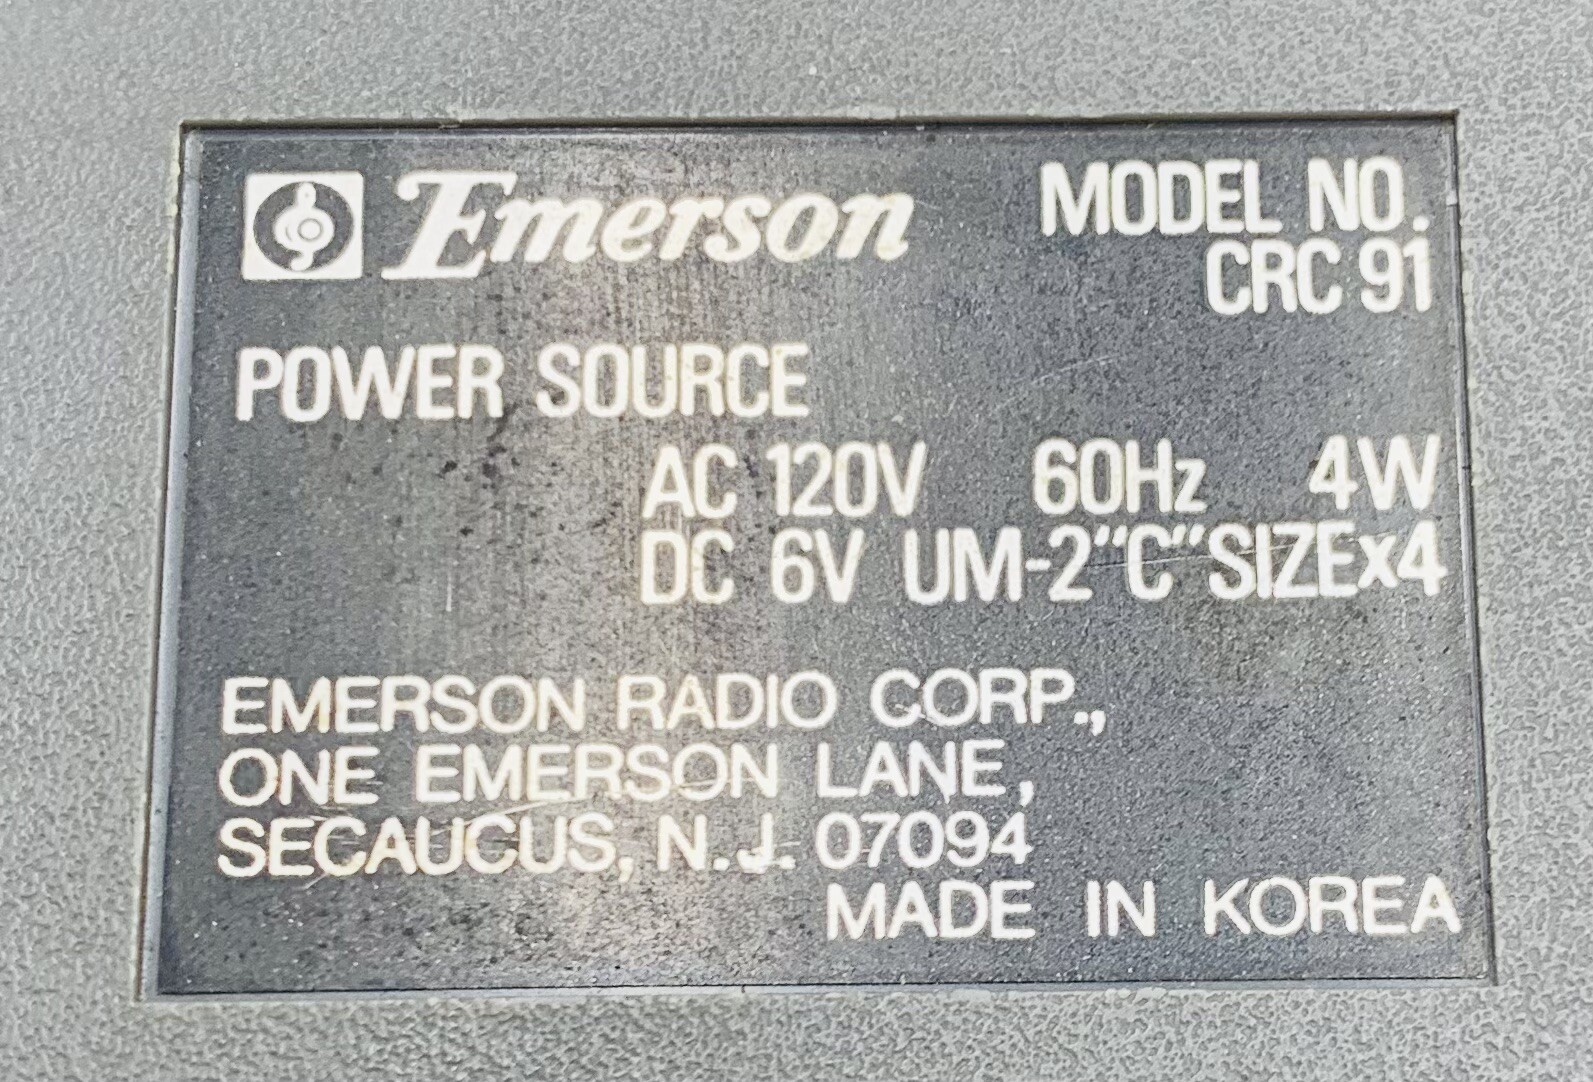 Emerson
MODEL NO.
CRC 91
POWER SOURCE
AC 120V 60Hz 4W
DC 6V UM-2"C"SIZEx4
EMERSON RADIO CORP.,
ONE EMERSON LANE,
SECAUCUS, N.J. 07094
MADE IN KOREA